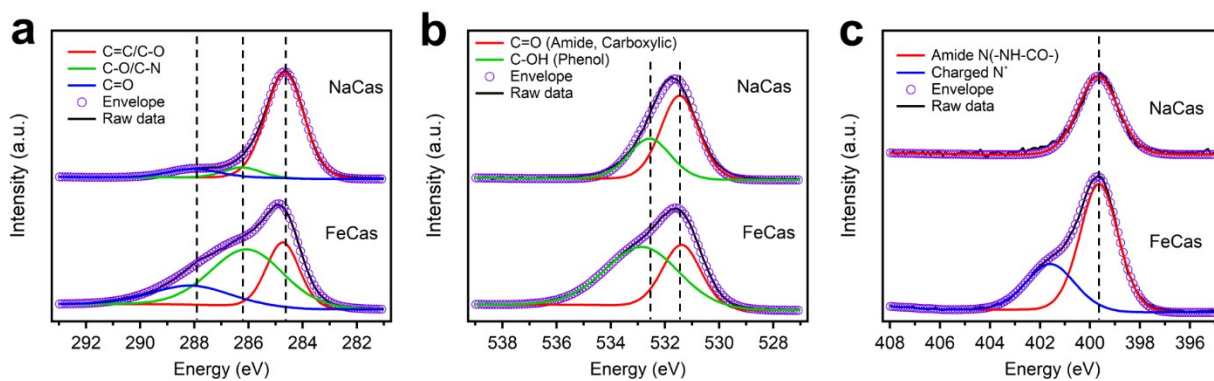 a
C=C/C-O
C-O/C-N
C=O
Envelope
Raw data
NaCas
FeCas
Intensity (a.u.)
292 290 288 286 284 282
Energy (eV)
b
C=O (Amide, Carboxylic)
C-OH (Phenol)
Envelope
Raw data
NaCas
FeCas
Intensity (a.u.)
538 536 534 532 530 528
Energy (eV)
c
Amide N(-NH-CO-)
Charged N⁺
Envelope
Raw data
NaCas
FeCas
Intensity (a.u.)
408 406 404 402 400 398 396
Energy (eV)